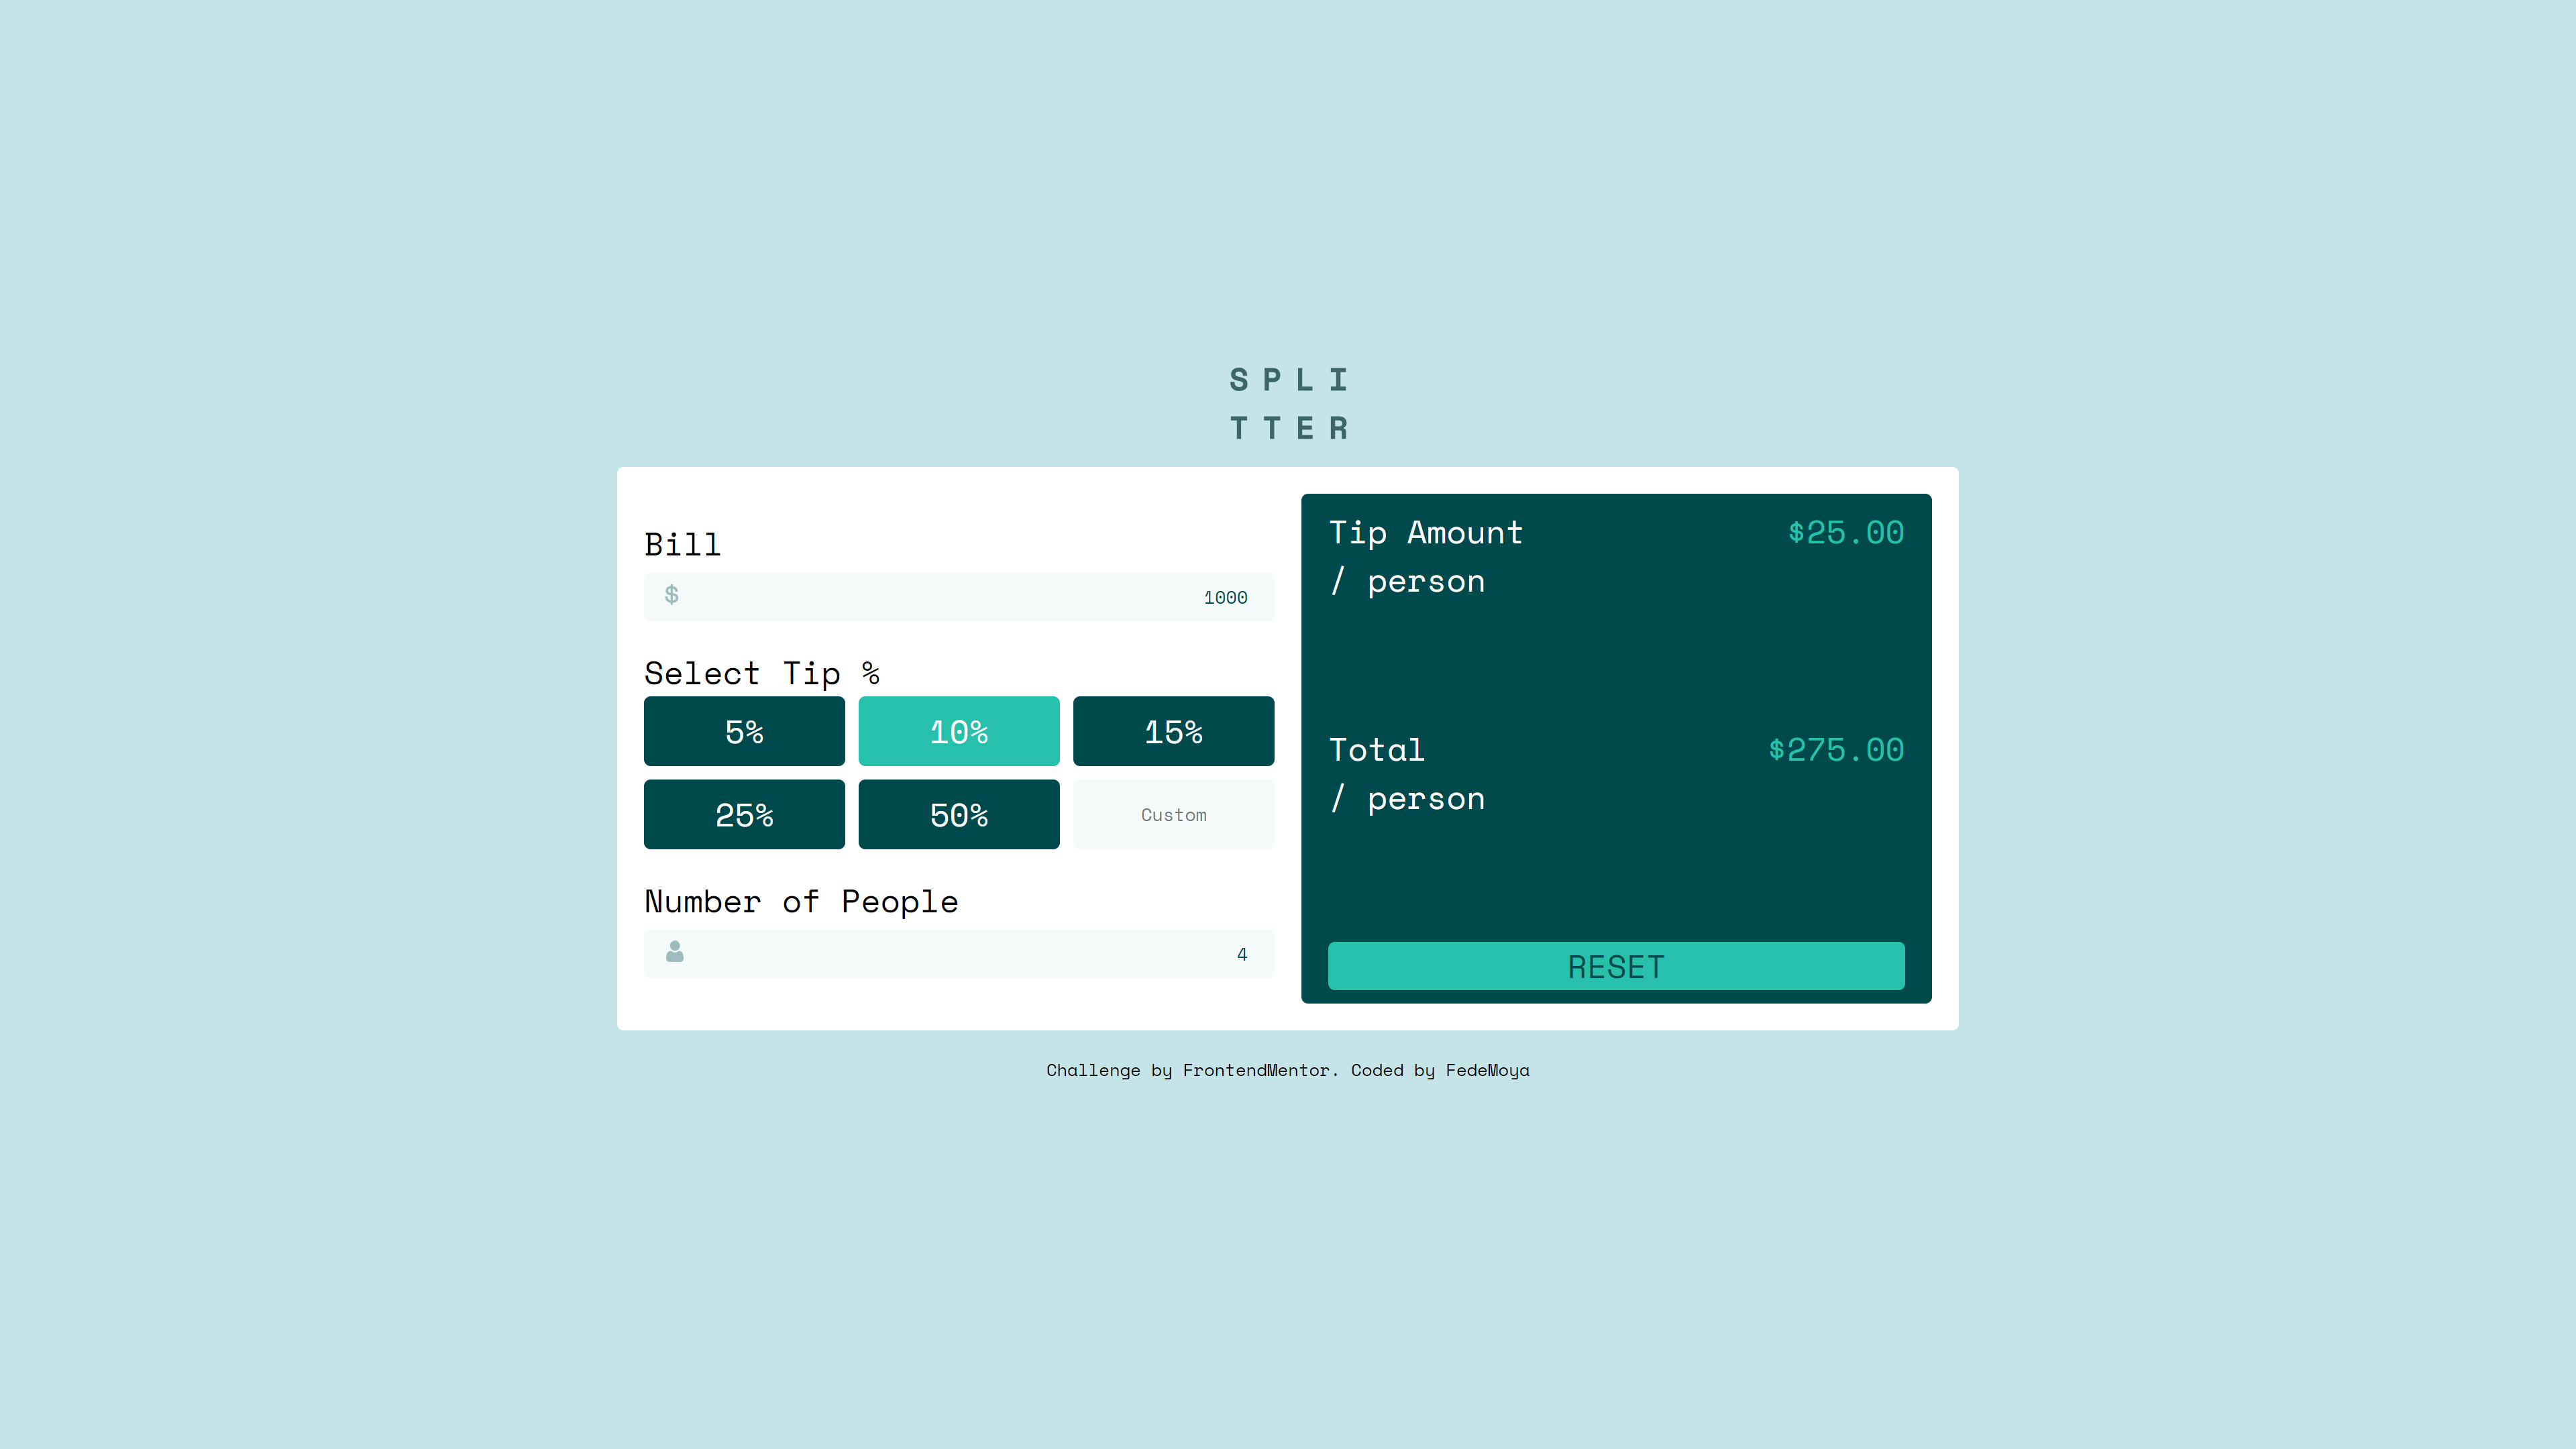 S P L I
T T E R
Bill
$
1000
Select Tip %
5%
10%
15%
25%
50%
Custom
Number of People
4
Tip Amount
/ person
$25.00
Total
/ person
$275.00
RESET
Challenge by FrontendMentor. Coded by FedeMoya